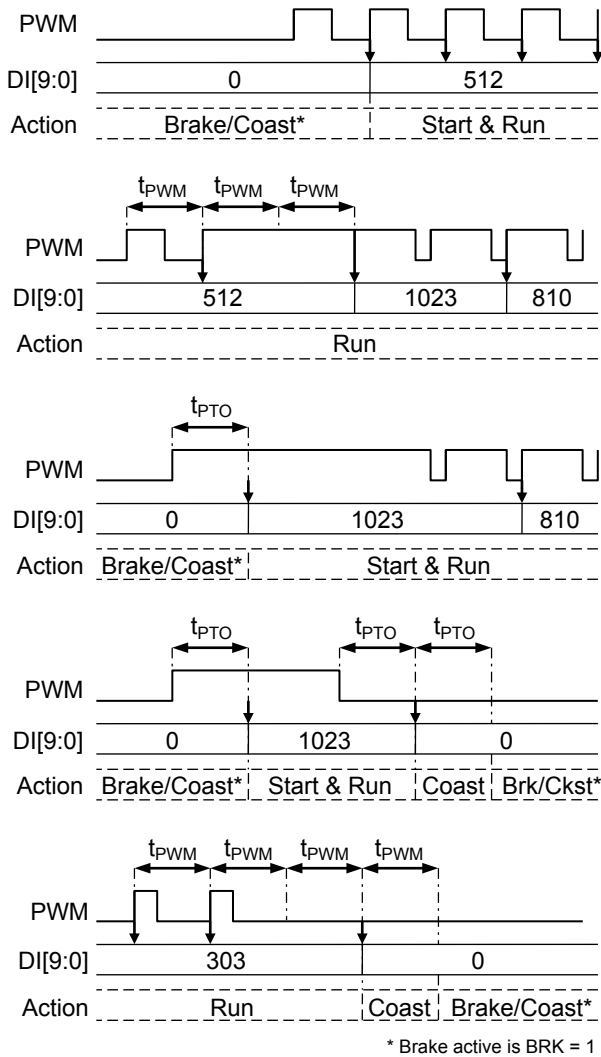 PWM
DI[9:0] 0 512
Action Brake/Coast* Start & Run
tPWM tPWM tPWM
PWM
DI[9:0] 512 1023 810
Action Run
tPTO
PWM
DI[9:0] 0 1023 810
Action Brake/Coast* Start & Run
tPTO tPTO tPTO
PWM
DI[9:0] 0 1023 0
Action Brake/Coast* Start & Run Coast Brk/Ckst*
tPWM tPWM tPWM tPWM
PWM
DI[9:0] 303 0
Action Run Coast Brake/Coast*
* Brake active is BRK = 1